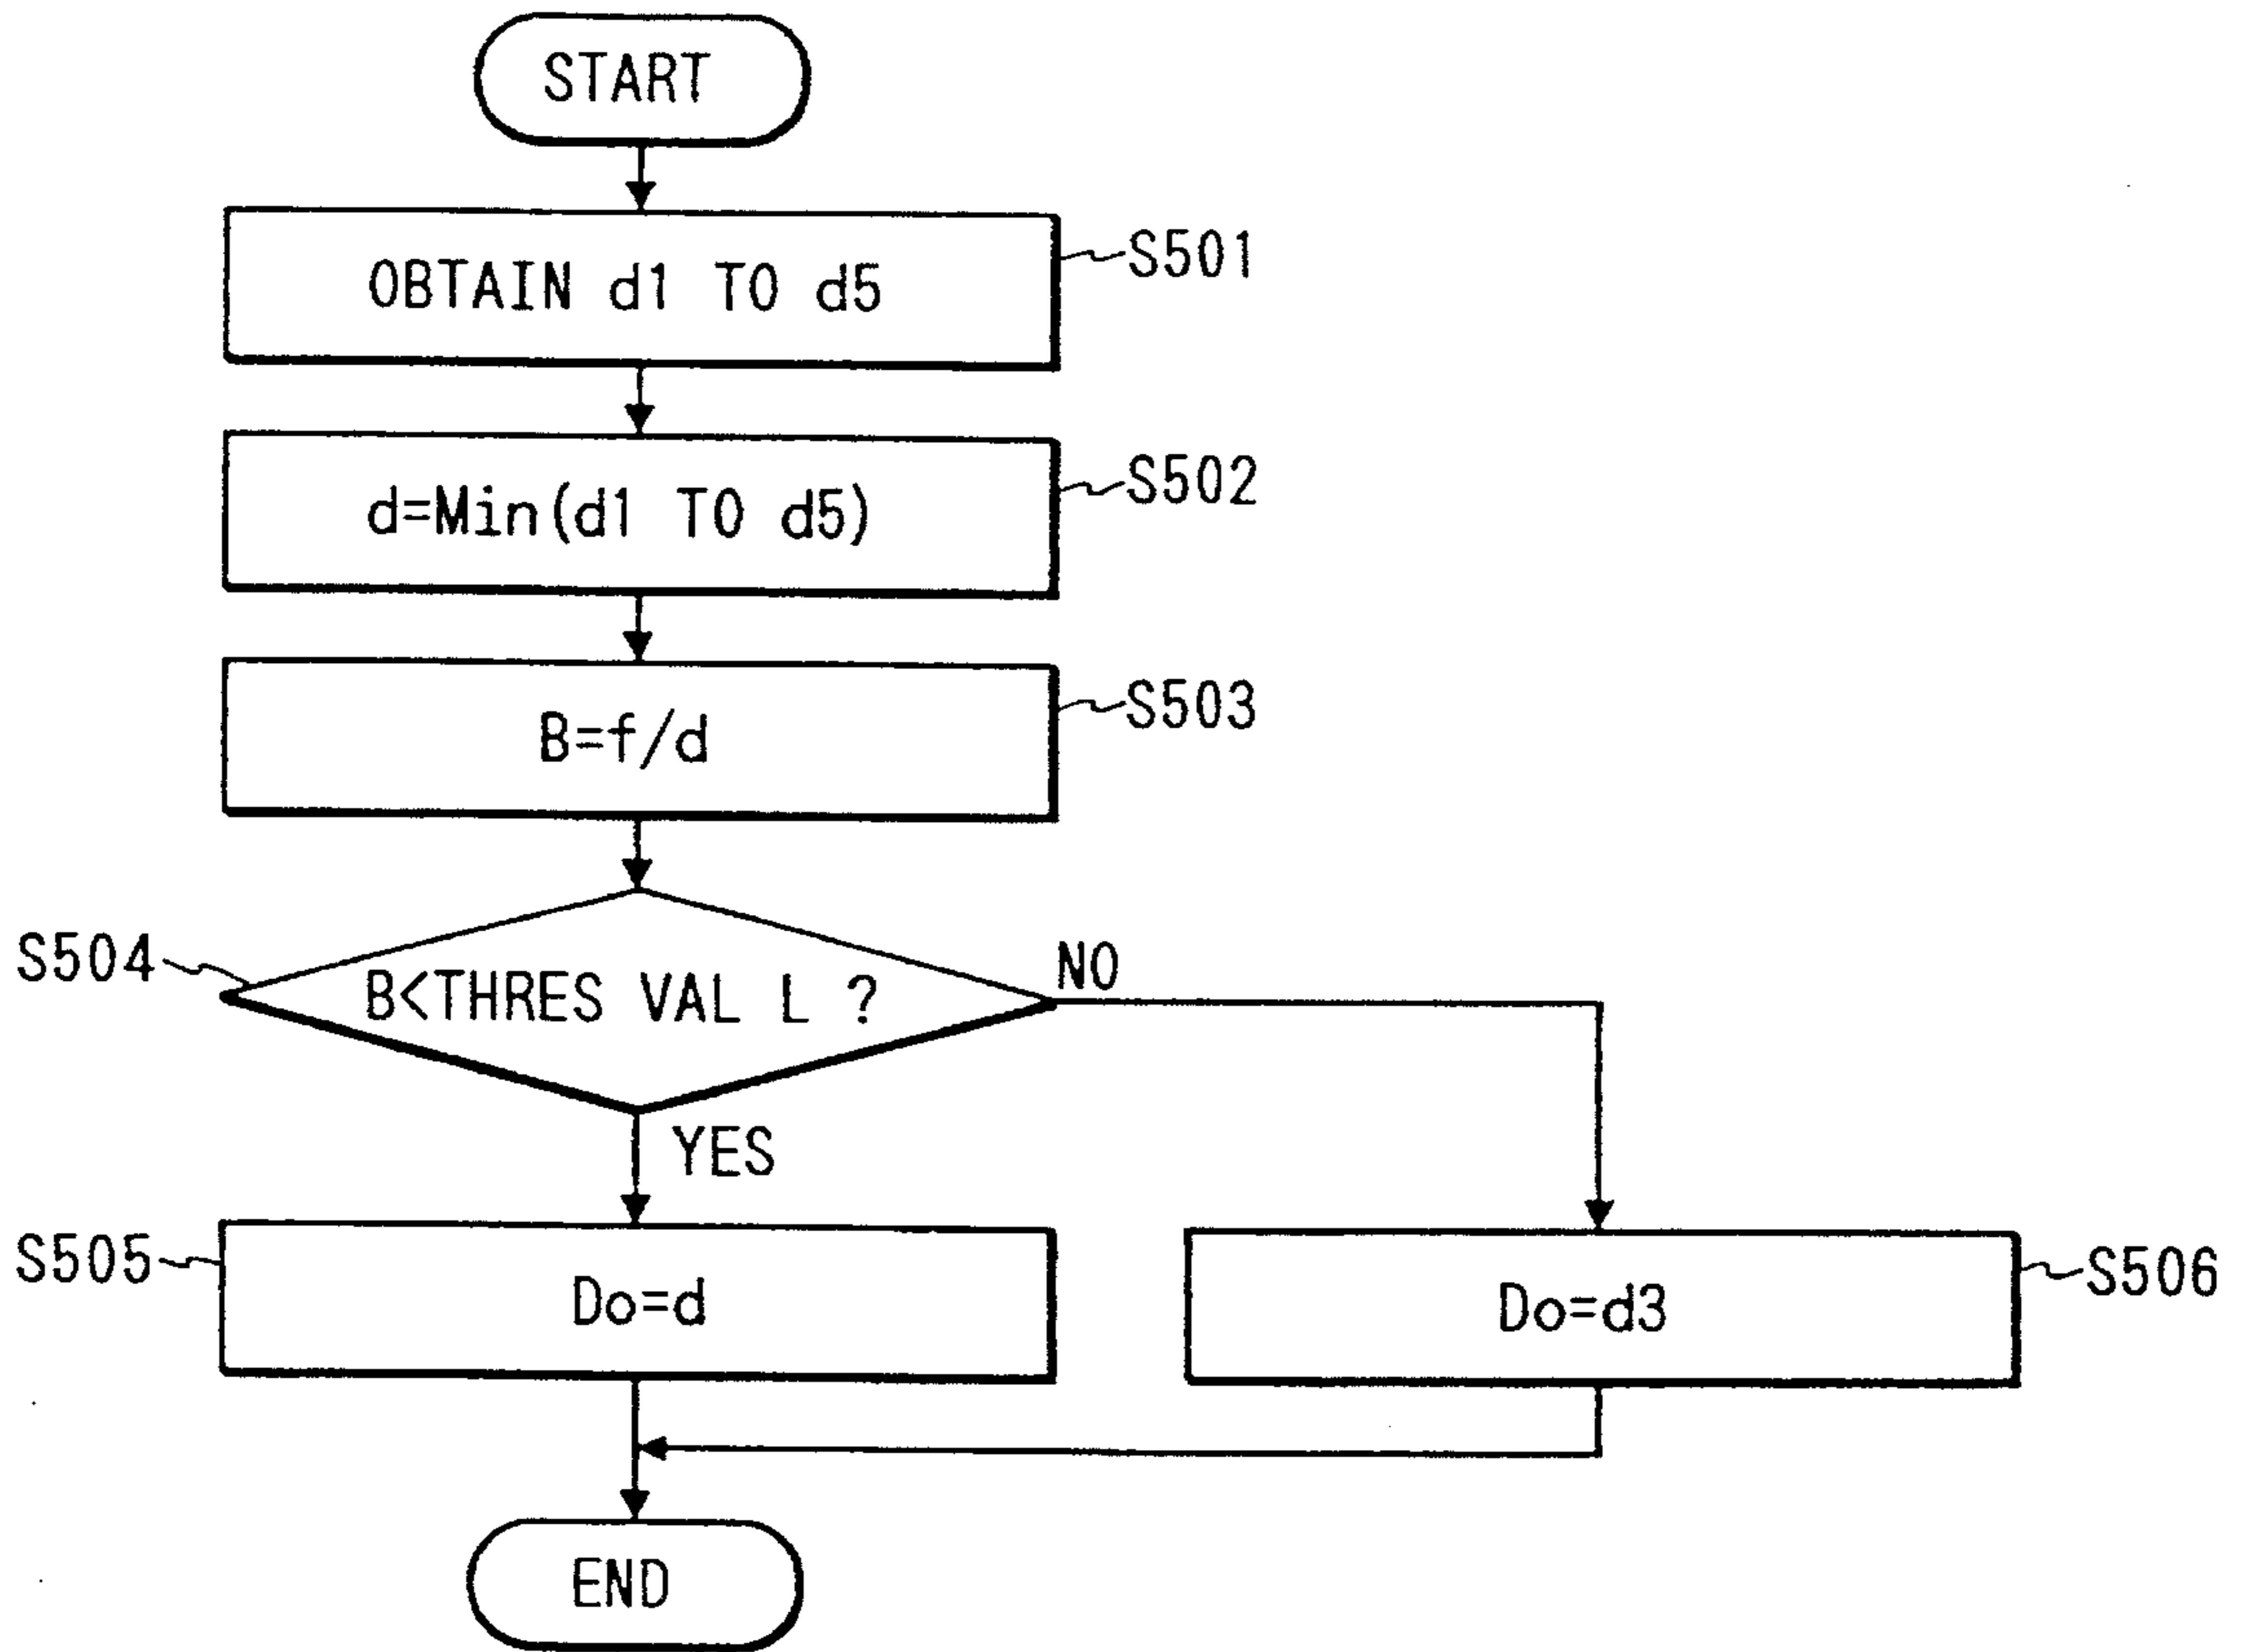 START
OBTAIN d1 TO d5
S501
d=Min(d1 TO d5)
S502
B=f/d
S503
S504
B<THRES VAL L ?
NO
YES
S505
Do=d
Do=d3
S506
END